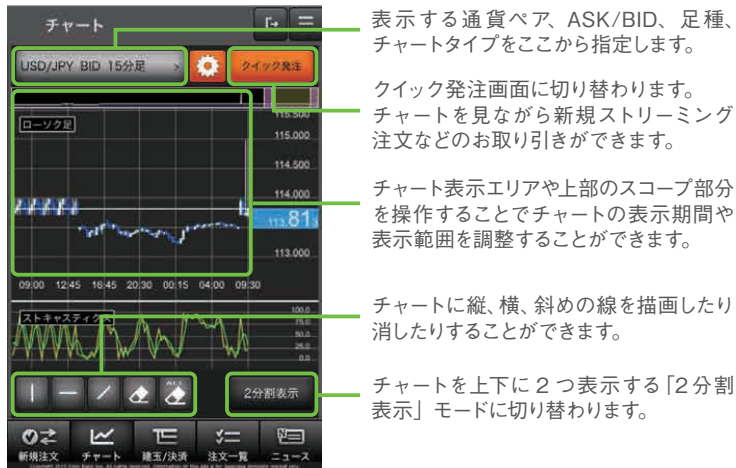 チャート
USD/JPY BID 15分足 >
クイック発注
ローソク足
115.500
115.000
114.500
114.000
113.813
113.000
09:00 12:45 16:45 20:30 00:15 04:00 09:30
ストキャスティクス
100.0
75.0
50.0
25.0
0.0
ALL
2分割表示
新規注文 チャート 建玉/決済 注文一覧 ニュース
表示する通貨ペア、ASK/BID、足種、
チャートタイプをここから指定します。
クイック発注画面に切り替わります。
チャートを見ながら新規ストリーミング
注文などのお取り引きができます。
チャート表示エリアや上部のスコープ部分
を操作することでチャートの表示期間や
表示範囲を調整することができます。
チャートに縦、横、斜めの線を描画したり
消したりすることができます。
チャートを上下に 2 つ表示する「2 分割
表示」モードに切り替わります。